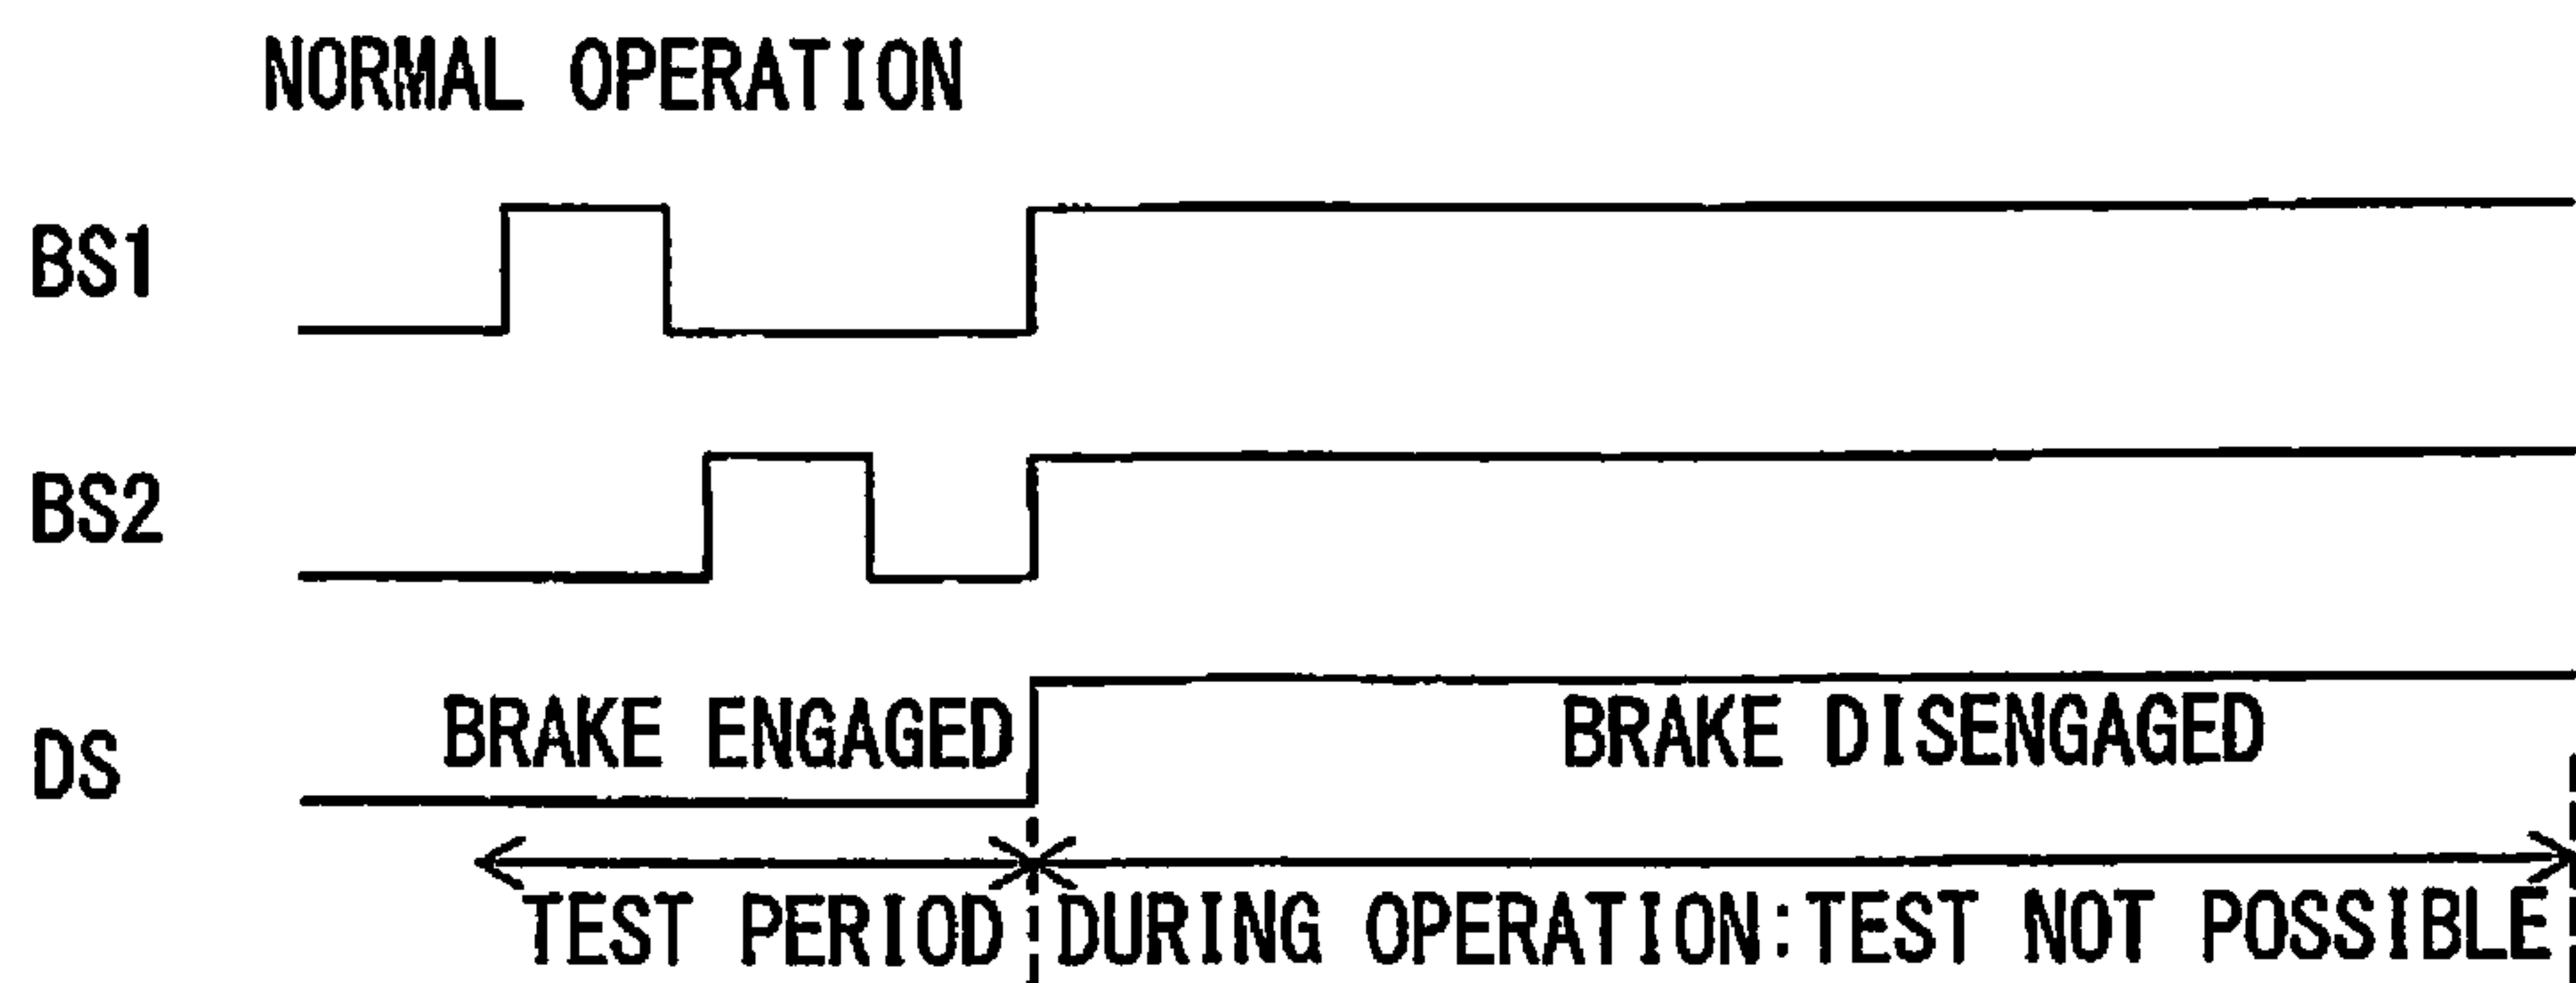 NORMAL OPERATION
BS1
BS2
DS
BRAKE ENGAGED
BRAKE DISENGAGED
TEST PERIOD
DURING OPERATION:TEST NOT POSSIBLE